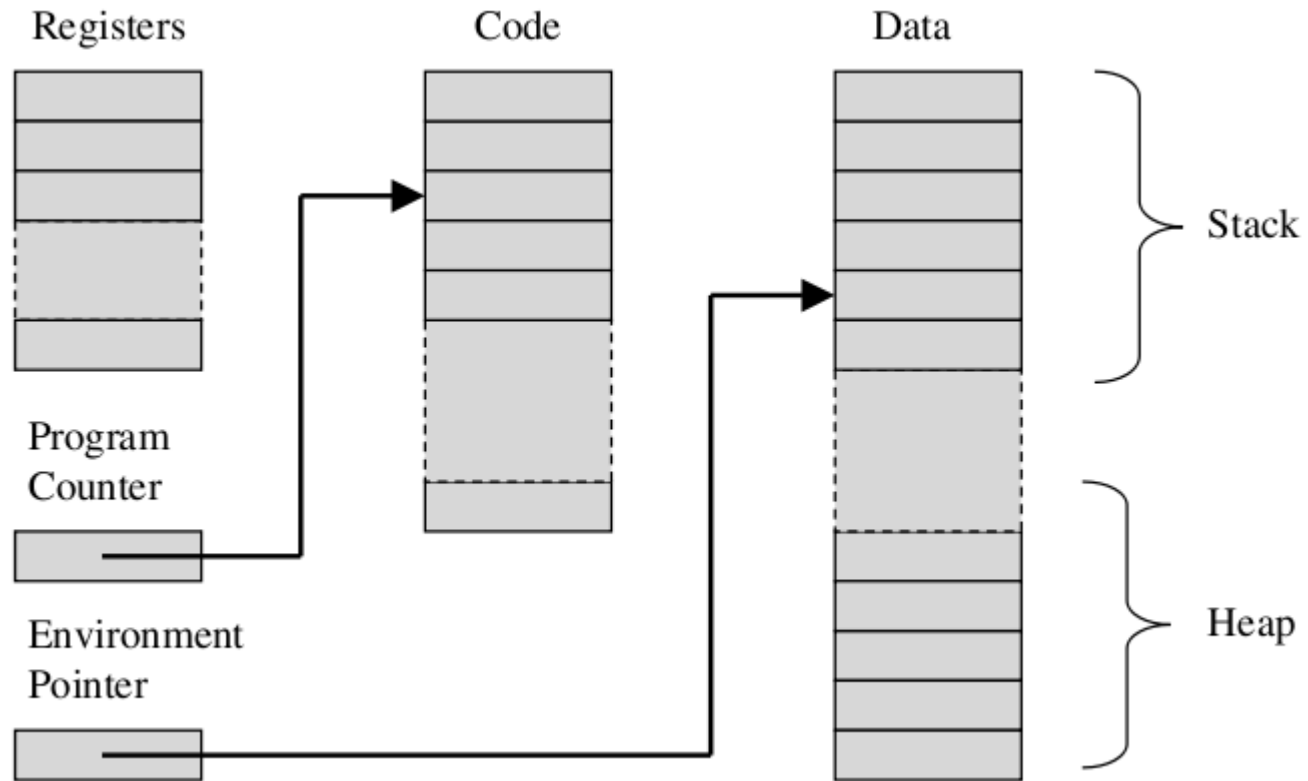 Registers
Code
Data
Stack
Program
Counter
Environment
Pointer
Heap